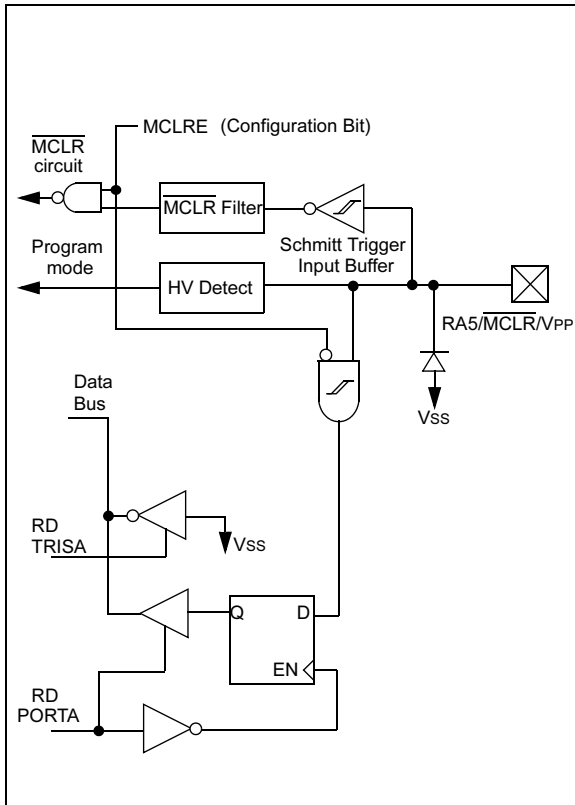 MCLRE (Configuration Bit)
MCLR
circuit
MCLR Filter
Schmitt Trigger
Input Buffer
Program
mode
HV Detect
RA5/MCLR/VPP
VSS
Data
Bus
RD
TRISA
VSS
Q
D
EN
RD
PORTA